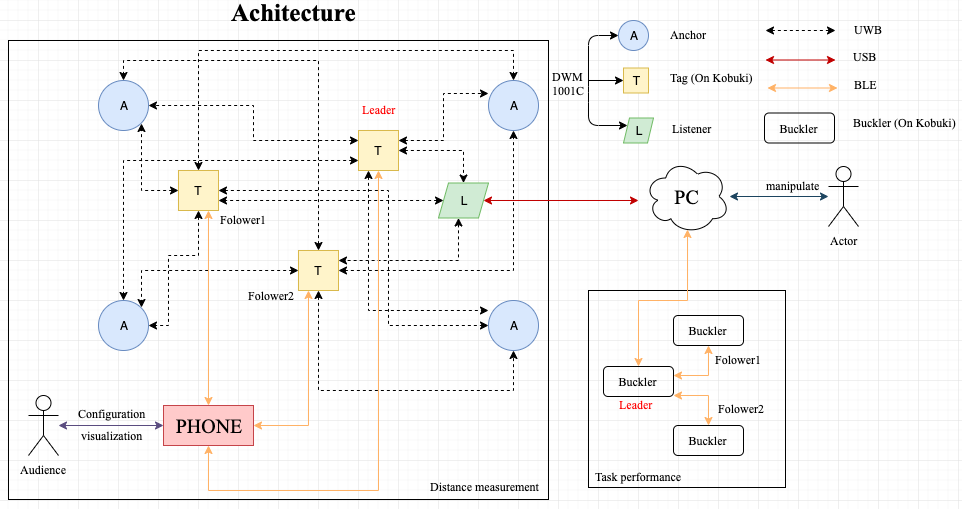 Achitecture
A
A
Leader
T
T
Folower1
L
T
Folower2
A
A
Configuration
visualization
PHONE
Audience
Distance measurement
DWM
1001C
A
Anchor
T
Tag (On Kobuki)
L
Listener
UWB
USB
BLE
Buckler
Buckler (On Kobuki)
PC
manipulate
Actor
Buckler
Folower1
Buckler
Leader
Folower2
Buckler
Task performance